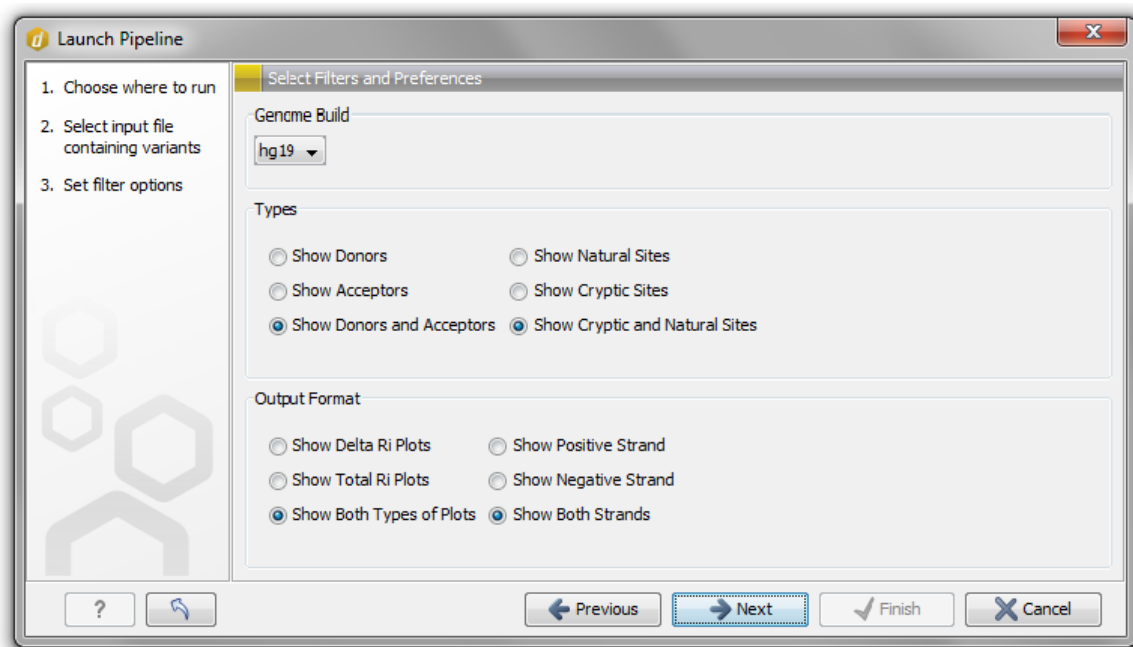 Launch Pipeline
1. Choose where to run
2. Select input file
containing variants
3. Set filter options
Select Filters and Preferences
Genome Build
hg19
Types
Show Donors
Show Natural Sites
Show Acceptors
Show Cryptic Sites
Show Donors and Acceptors
Show Cryptic and Natural Sites
Output Format
Show Delta Ri Plots
Show Positive Strand
Show Total Ri Plots
Show Negative Strand
Show Both Types of Plots
Show Both Strands
?
Previous
Next
Finish
Cancel